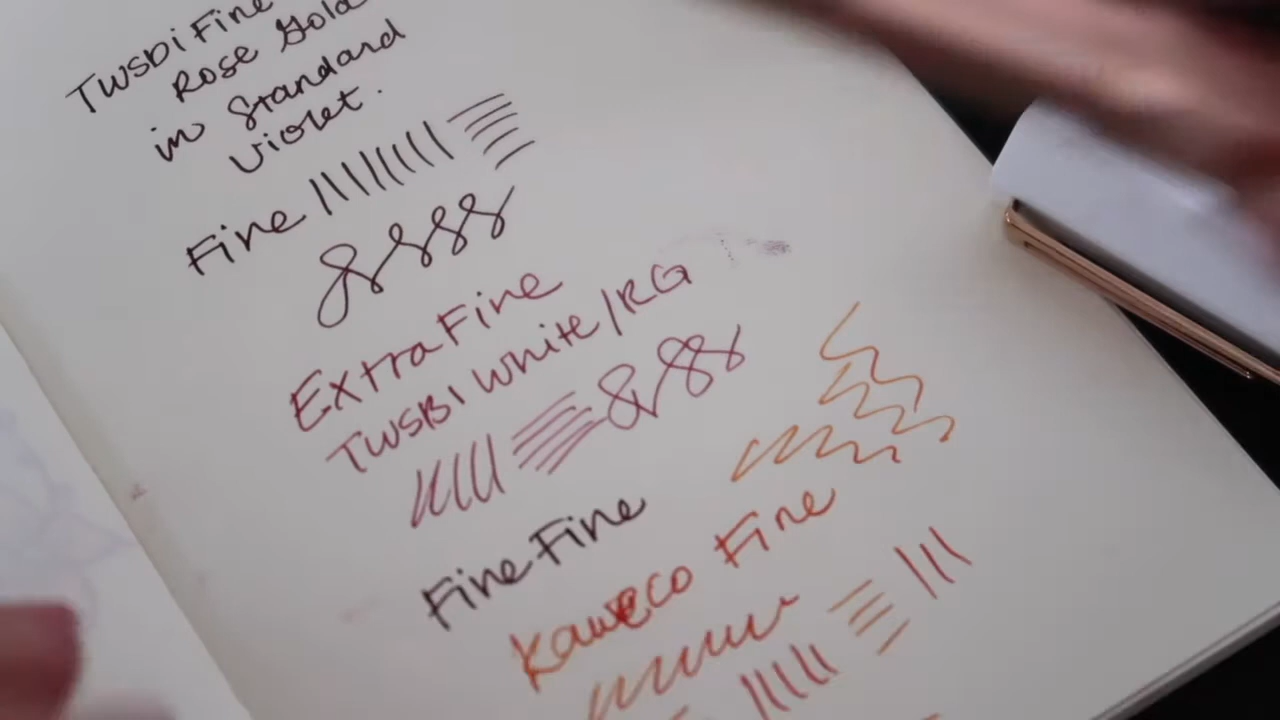 TWSBI Fine
Rose Gold
in Standard
Violet.
Fine
Extra Fine
TWSBI White/RG
Fine Fine
Kaweco Fine